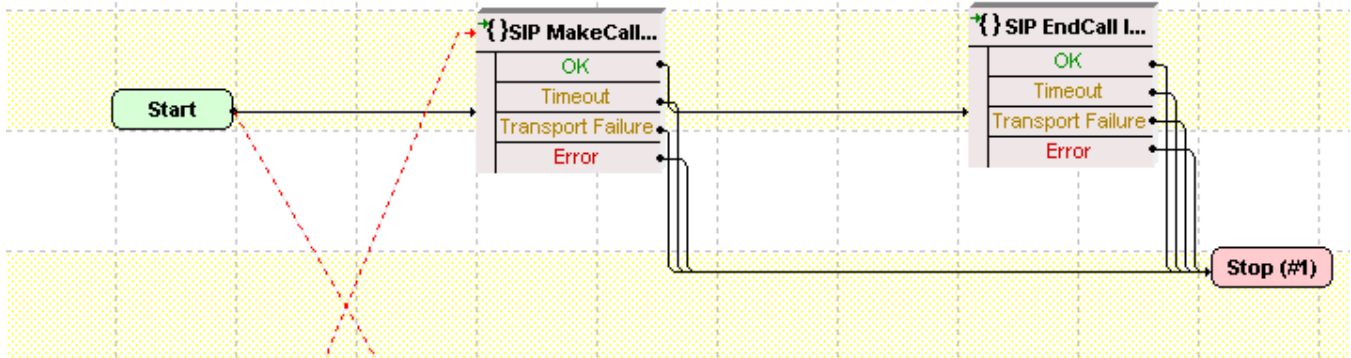 Start
{}SIP MakeCall...
OK
Timeout
Transport Failure
Error
{} SIP EndCall I...
OK
Timeout
Transport Failure
Error
Stop (#1)